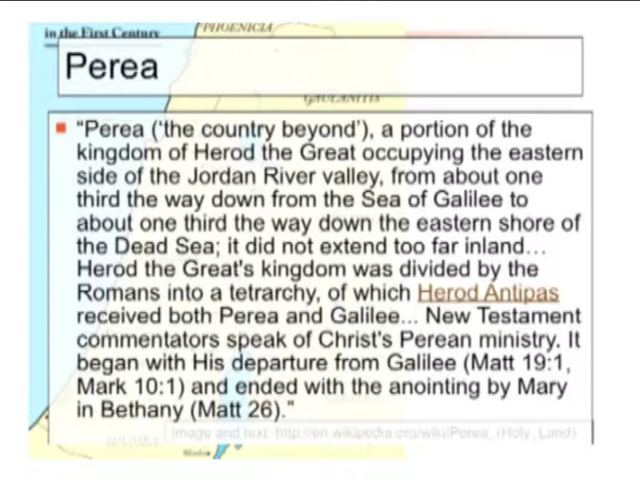 in the First Century
PHOENICIA
Perea
GAULANITIS
"Perea ('the country beyond'), a portion of the
kingdom of Herod the Great occupying the eastern
side of the Jordan River valley, from about one
third the way down from the Sea of Galilee to
about one third the way down the eastern shore of
the Dead Sea; it did not extend too far inland...
Herod the Great's kingdom was divided by the
Romans into a tetrarchy, of which Herod Antipas
received both Perea and Galilee... New Testament
commentators speak of Christ's Perean ministry. It
began with His departure from Galilee (Matt 19:1,
Mark 10:1) and ended with the anointing by Mary
in Bethany (Matt 26)."
Image and text: http://en.wikipedia.org/wiki/Perea_(Holy_Land)